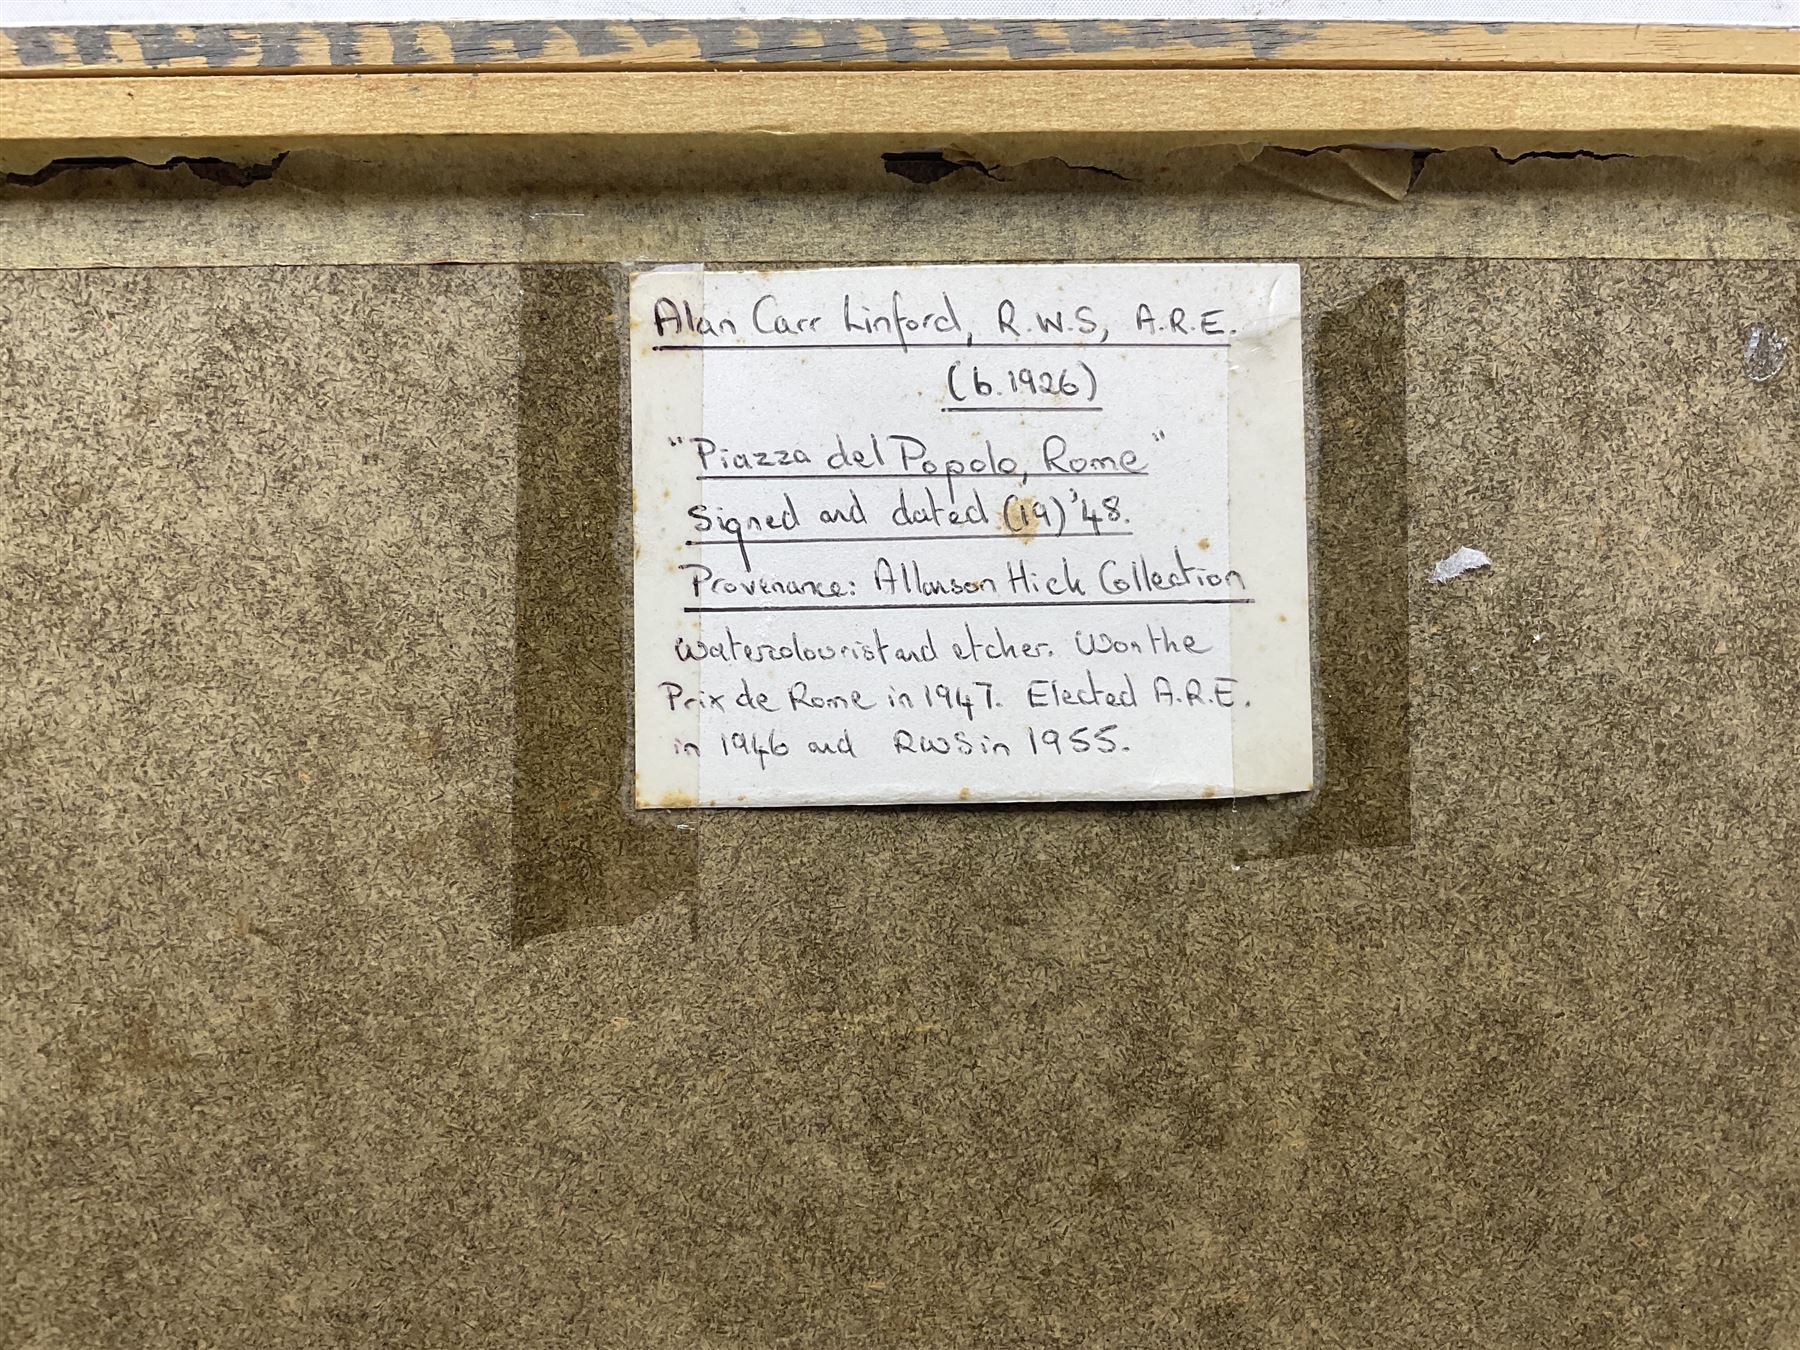 Alan Carr Linford, R.W.S, A.R.E.
(b.1926)
"Piazza del Popolo, Rome"
Signed and dated (19)'48.
Provenance: Allanson Hick Collection
Watercolourist and etcher. Won the
Prix de Rome in 1947. Elected A.R.E.
in 1946 and RWS in 1955.